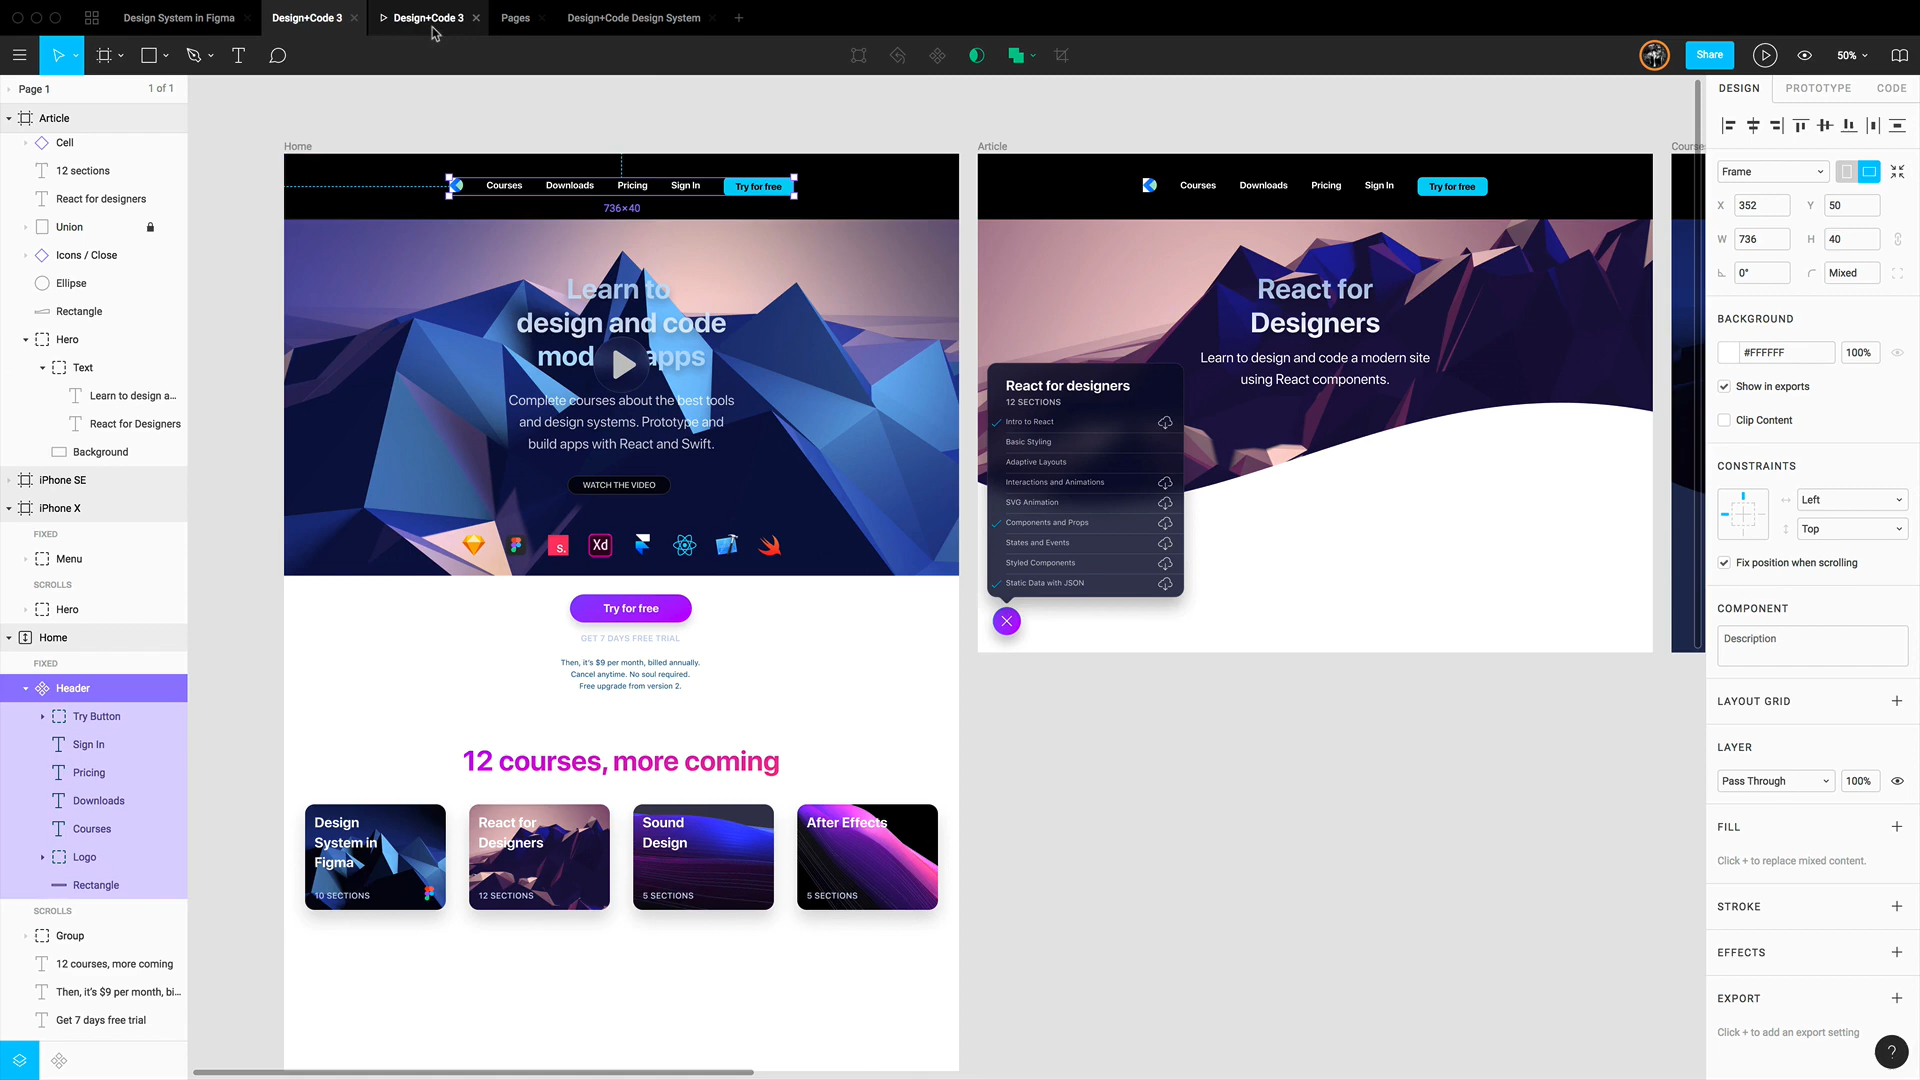 Design System in Figma
Design+Code 3
Design+Code 3
Pages
Design+Code Design System
Share
50%
Page 1
1 of 1
Article
Cell
12 sections
React for designers
Union
Icons / Close
Ellipse
Rectangle
Hero
Text
Learn to design a...
React for Designers
Background
iPhone SE
iPhone X
FIXED
Menu
SCROLLS
Hero
Home
FIXED
Header
Try Button
Sign In
Pricing
Downloads
Courses
Logo
Rectangle
SCROLLS
Group
12 courses, more coming
Then, it's $9 per month, bi...
Get 7 days free trial
Home
Courses
Downloads
Pricing
Sign In
Try for free
736×40
Learn to
design and code
mod apps
Complete courses about the best tools
and design systems. Prototype and
build apps with React and Swift.
WATCH THE VIDEO
S.
Xd
Try for free
GET 7 DAYS FREE TRIAL
Then, it's $9 per month, billed annually.
Cancel anytime. No soul required.
Free upgrade from version 2.
12 courses, more coming
Design
System in
Figma
10 SECTIONS
React for
Designers
12 SECTIONS
Sound
Design
5 SECTIONS
After Effects
5 SECTIONS
Article
Courses
Downloads
Pricing
Sign In
Try for free
React for
Designers
Learn to design and code a modern site
using React components.
React for designers
12 SECTIONS
Intro to React
Basic Styling
Adaptive Layouts
Interactions and Animations
SVG Animation
Components and Props
States and Events
Styled Components
Static Data with JSON
Course
DESIGN
PROTOTYPE
CODE
Frame
X 352
Y 50
W 736
H 40
0°
Mixed
BACKGROUND
#FFFFFF
100%
Show in exports
Clip Content
CONSTRAINTS
Left
Top
Fix position when scrolling
COMPONENT
Description
LAYOUT GRID
LAYER
Pass Through
100%
FILL
Click + to replace mixed content.
STROKE
EFFECTS
EXPORT
Click + to add an export setting
?